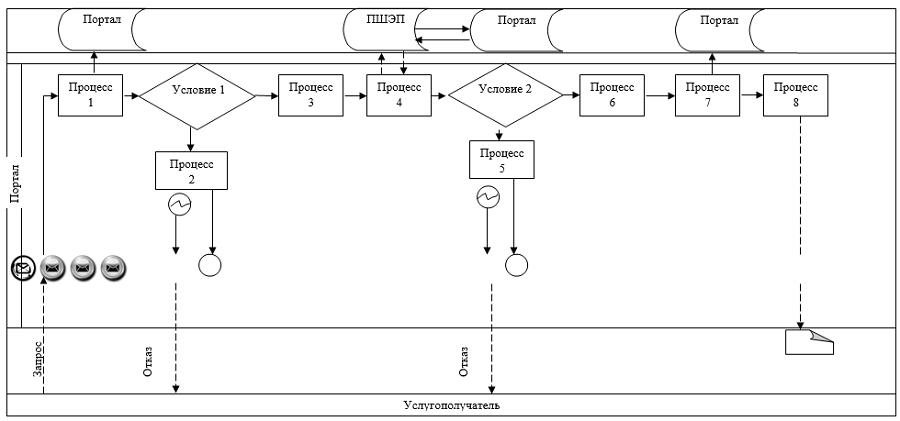 Портал
ПШЭП
Портал
Портал
Процесс
1
Условие 1
Процесс
3
Процесс
4
Условие 2
Процесс
6
Процесс
7
Процесс
8
Процесс
2
Процесс
5
Портал
Запрос
Отказ
Отказ
Услугополучатель